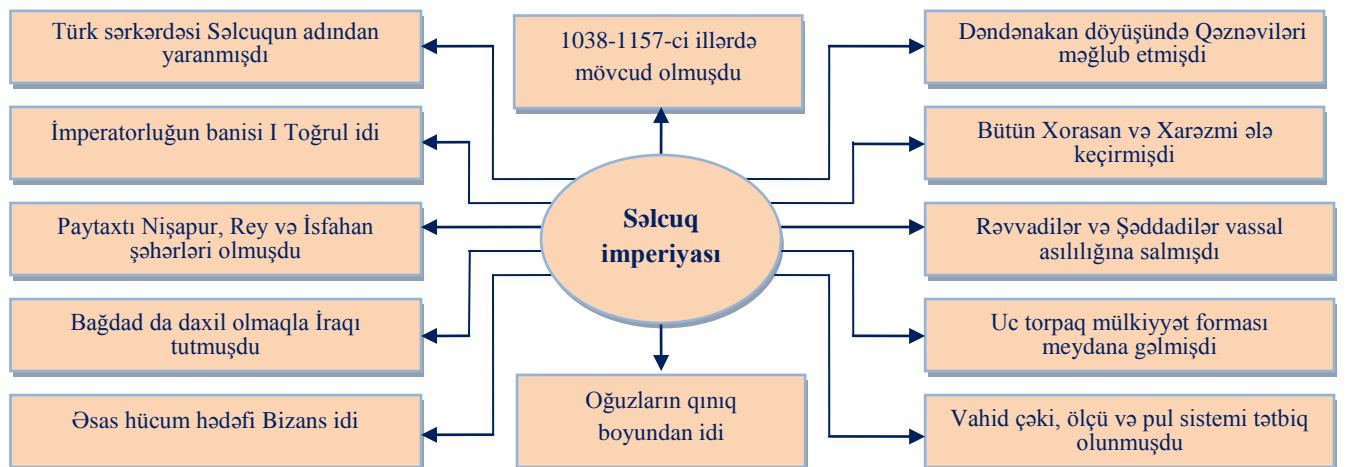 Türk sərkərdəsi Səlcuqun adından
yaranmışdı
İmperatorluğun banisi I Toğrul idi
Paytaxtı Nişapur, Rey və İsfahan
şəhərləri olmuşdu
Bağdad da daxil olmaqla İraqı
tutmuşdu
Əsas hücum hədəfi Bizans idi
1038-1157-ci illərdə
mövcud olmuşdu
Səlcuq
imperiyası
Oğuzların qınıq
boyundan idi
Dəndənakan döyüşündə Qəznəviləri
məğlub etmişdi
Bütün Xorasan və Xarəzmi ələ
keçirmişdi
Rəvvadilər və Şəddadilər vassal
asılılığına salmışdı
Uc torpaq mülkiyyət forması
meydana gəlmişdi
Vahid çəki, ölçü və pul sistemi tətbiq
olunmuşdu